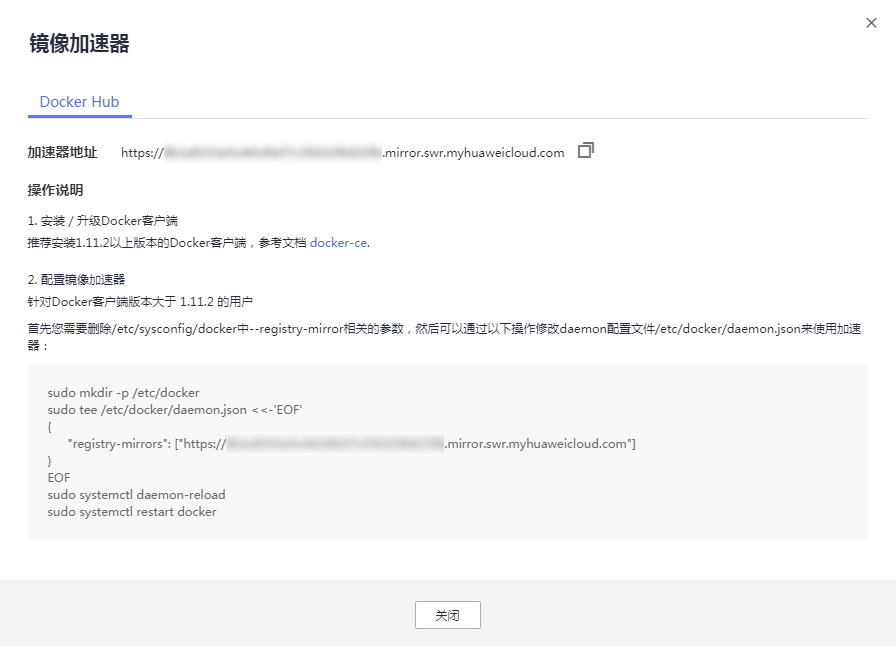 镜像加速器
Docker Hub
加速器地址 https:// .mirror.swr.myhuaweicloud.com
操作说明
1. 安装 / 升级Docker客户端
推荐安装1.11.2以上版本的Docker客户端，参考文档 docker-ce.
2. 配置镜像加速器
针对Docker客户端版本大于 1.11.2 的用户
首先您需要删除/etc/sysconfig/docker中--registry-mirror相关的参数，然后可以通过以下操作修改daemon配置文件/etc/docker/daemon.json来使用加速
器：
sudo mkdir -p /etc/docker
sudo tee /etc/docker/daemon.json <<-'EOF'
{
"registry-mirrors": ["https:// .mirror.swr.myhuaweicloud.com"]
}
EOF
sudo systemctl daemon-reload
sudo systemctl restart docker
关闭